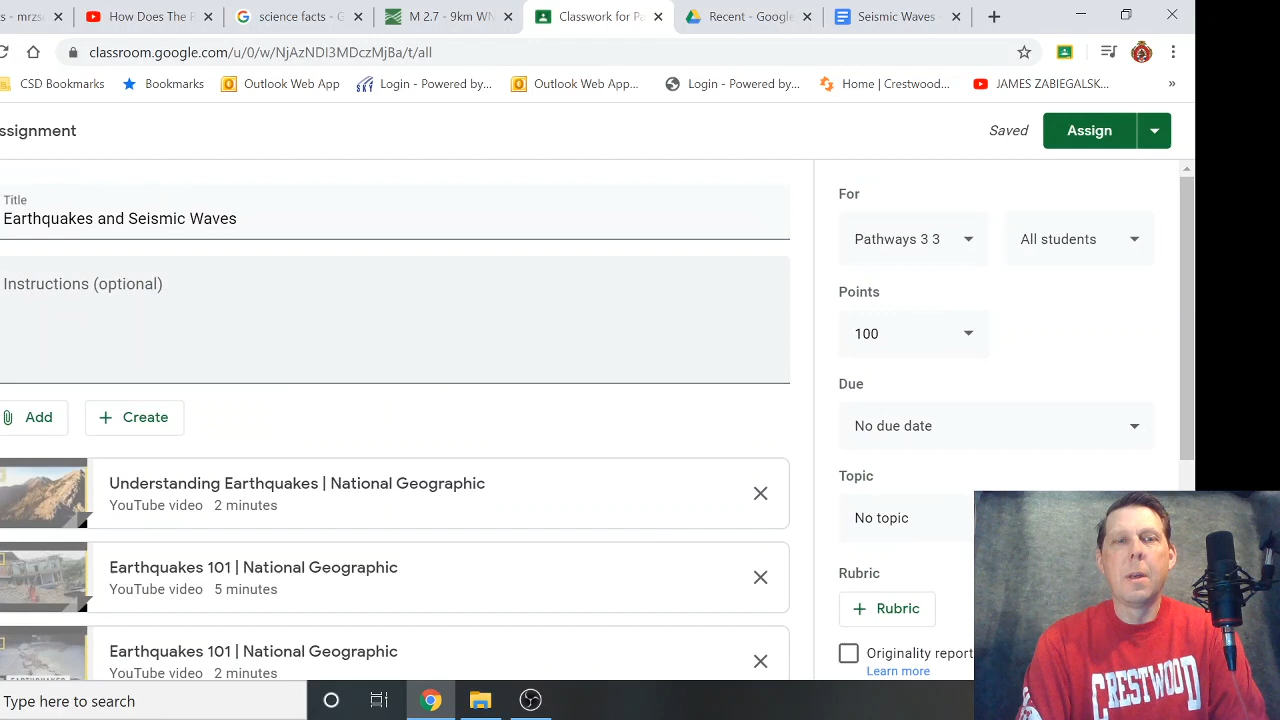 - mrzs
How does The F
science facts - G
M 2.7 - 9km WN
Classwork for Pa
Recent - Google
Seismic Waves
classroom.google.com/u/0/w/NjAzNDI3MDczMjBa/t/all
CSD Bookmarks
Bookmarks
Outlook Web App...
Login - Powered by...
Outlook Web App...
Login - Powered by...
Home | Crestwood...
JAMES ZABIEGALSK...
»
ssignment
Saved
Assign
Title
Earthquakes and Seismic Waves
Instructions (optional)
Add
Create
Understanding Earthquakes | National Geographic
YouTube video 2 minutes
Earthquakes 101 | National Geographic
YouTube video 5 minutes
Earthquakes 101 | National Geographic
YouTube video 2 minutes
For
Pathways 3 3
All students
Points
100
Due
No due date
Topic
No topic
Rubric
Rubric
Originality report
Learn more
CRESTWOOD
Type here to search